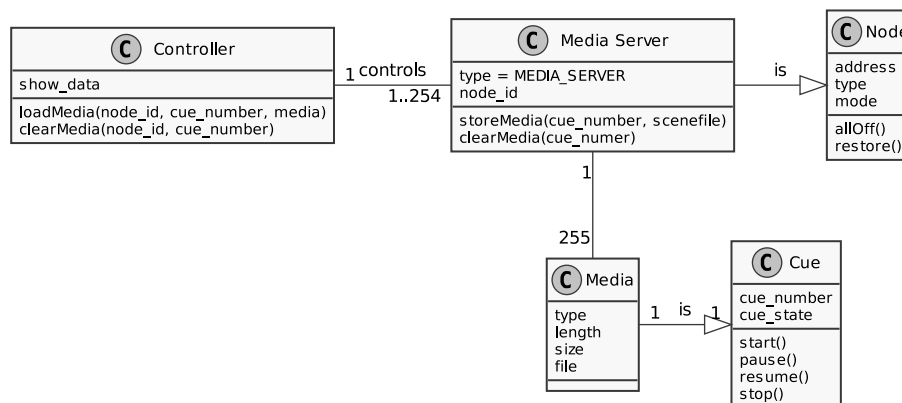 C Controller
show_data
loadMedia(node_id, cue_number, media)
clearMedia(node_id, cue_number)
1 controls
1..254
C Media Server
type = MEDIA_SERVER
node_id
storeMedia(cue_number, scenefile)
clearMedia(cue_numer)
is
C Node
address
type
mode
allOff()
restore()
1
255
C Media
type
length
size
file
1 is 1
C Cue
cue_number
cue_state
start()
pause()
resume()
stop()